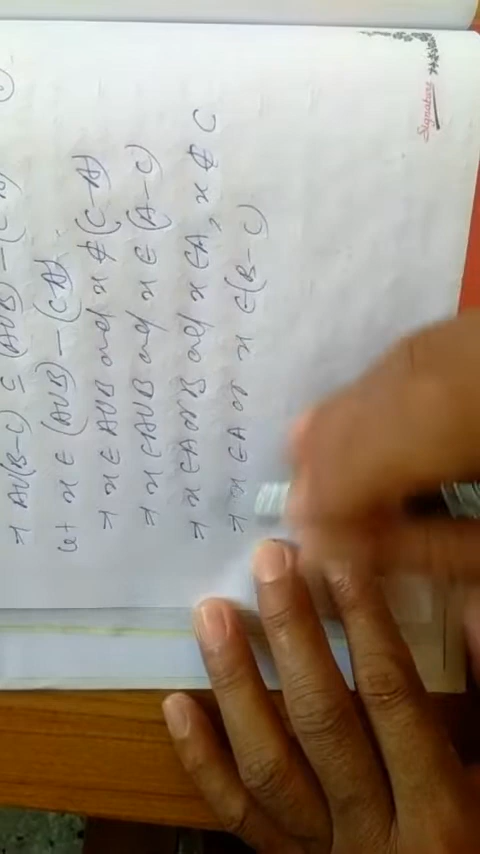 ⇒ A∪(B-C) ⊆ (A∪B) - (C-A)
let x ∈ (A∪B) - (C-A).
⇒ x ∈ A∪B and x ∉ (C-A)
⇒ x ∈ A∪B and x ∈ (A-C)
⇒ x ∈ A or B and x ∈ A, x ∉ C
⇒ x ∈ A or x ∈ (B-C)
Signature